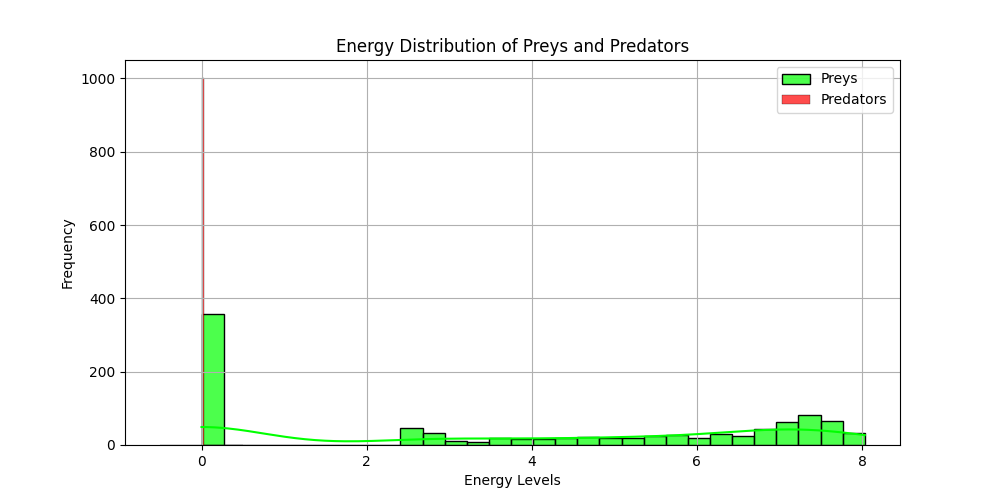 Energy Distribution of Preys and Predators
Preys
Predators
1000
800
600
400
200
0
Frequency
0 2 4 6 8
Energy Levels